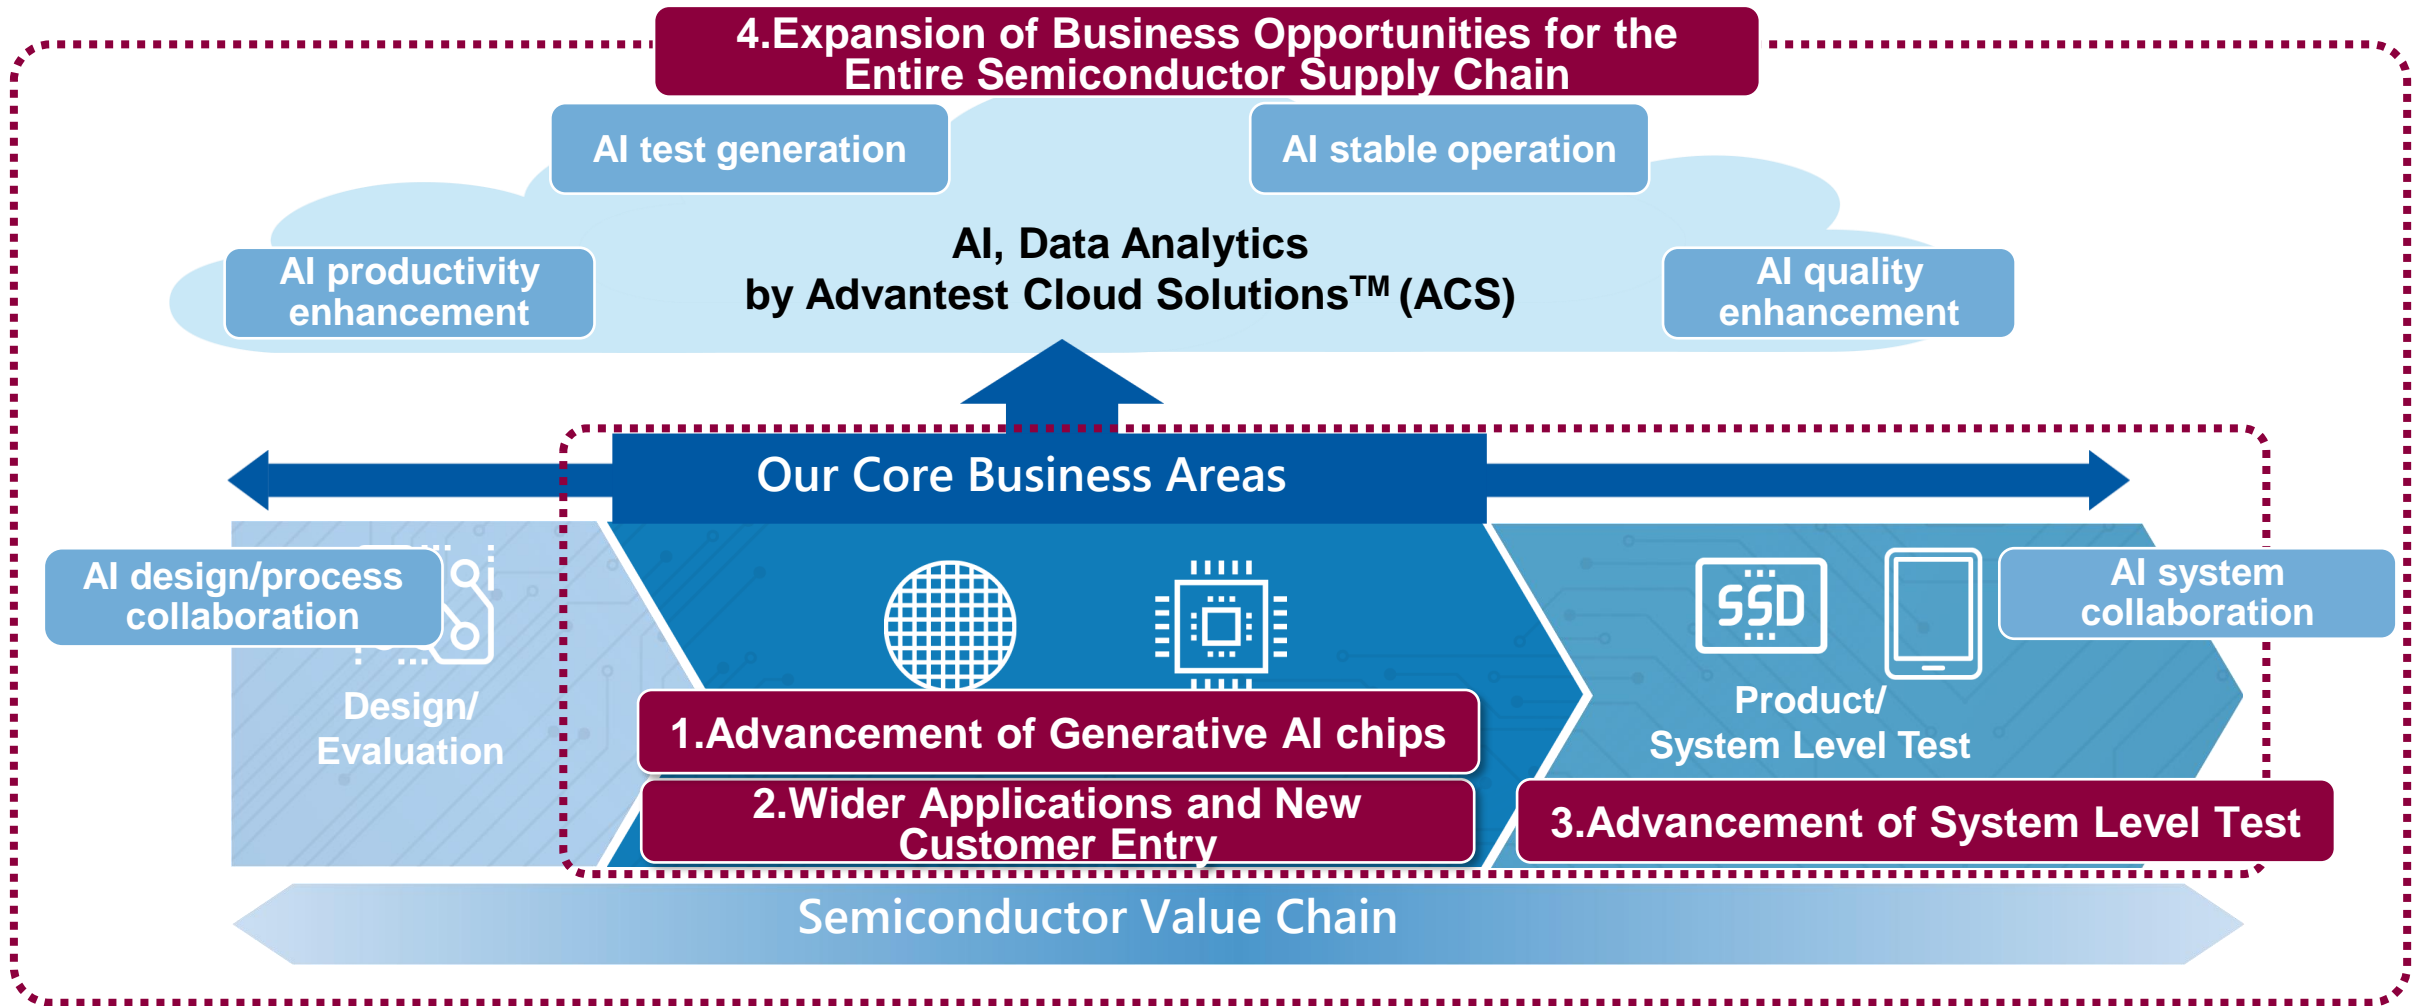 4.Expansion of Business Opportunities for the
Entire Semiconductor Supply Chain
AI test generation
AI stable operation
AI, Data Analytics
by Advantest Cloud Solutions™ (ACS)
AI productivity
enhancement
AI quality
enhancement
Our Core Business Areas
AI design/process
collaboration
SSD
AI system
collaboration
Design/
Evaluation
Product/
System Level Test
1.Advancement of Generative AI chips
2.Wider Applications and New
Customer Entry
3.Advancement of System Level Test
Semiconductor Value Chain